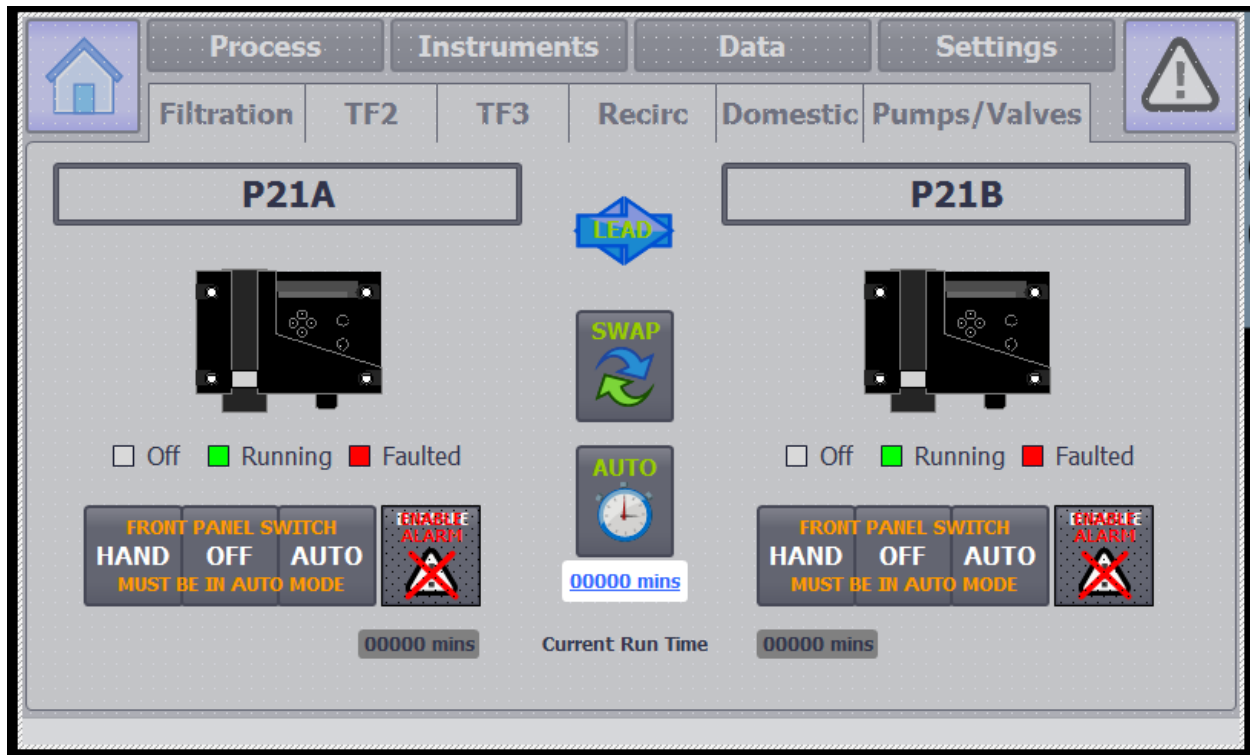 Process Instruments Data Settings
Filtration TF2 TF3 Recirc Domestic Pumps/Valves
P21A
P21B
LEAD
SWAP
Off Running Faulted
Off Running Faulted
AUTO
FRONT PANEL SWITCH
HAND OFF AUTO
MUST BE IN AUTO MODE
ENABLE
ALARM
00000 mins
FRONT PANEL SWITCH
HAND OFF AUTO
MUST BE IN AUTO MODE
ENABLE
ALARM
00000 mins Current Run Time 00000 mins